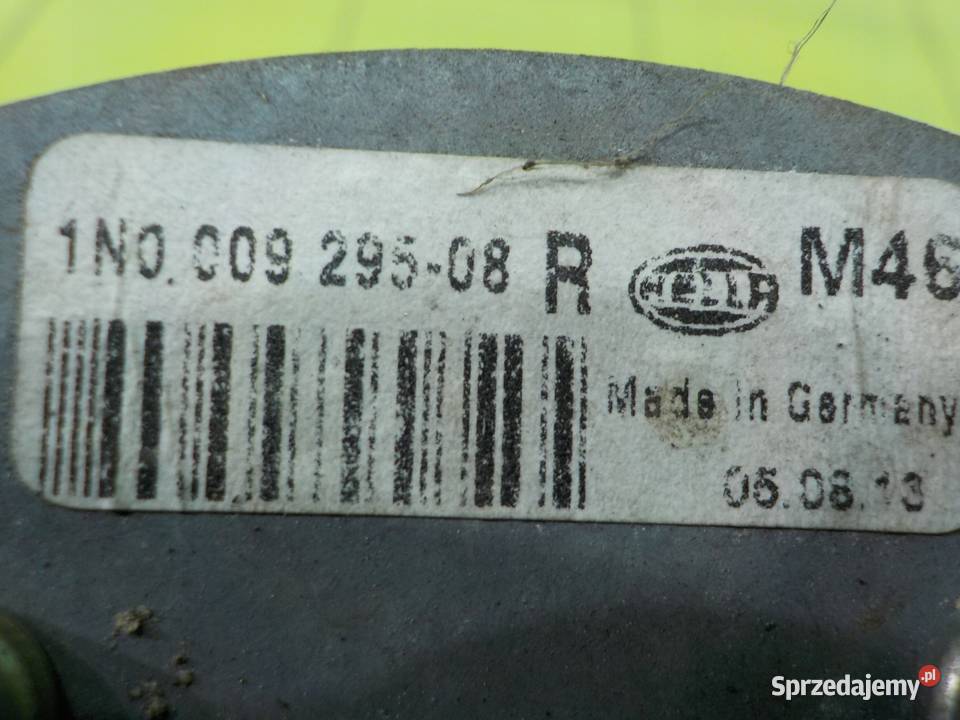 1N0.009 295-08 R HELLA M46
Made in Germany
05.08.13
Sprzedajemy.pl